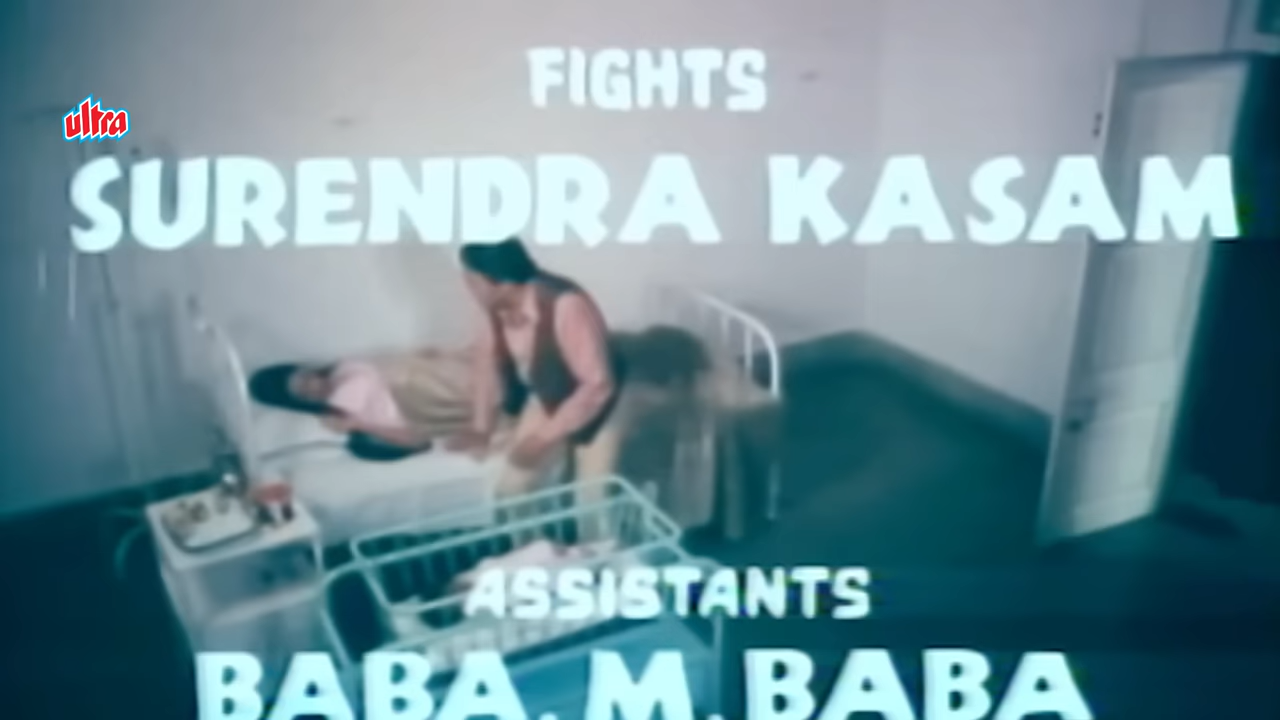 FIGHTS
ultra
SURENDRA KASAM
ASSISTANTS
BABA. M. BABA